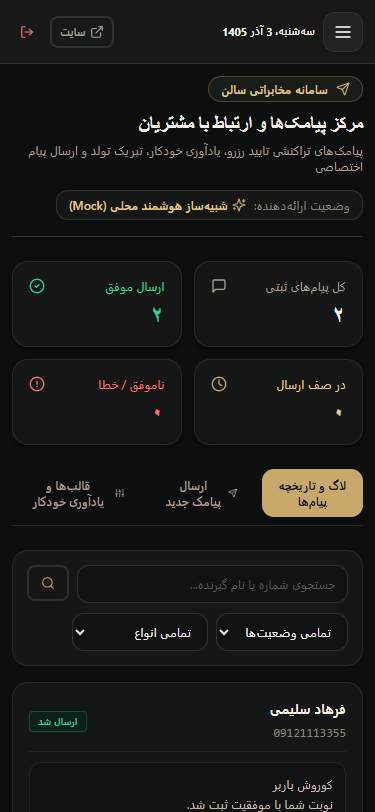 سه‌شنبه، 3 آذر 1405
سایت
سامانه مخابراتی سالن
مرکز پیامک‌ها و ارتباط با مشتریان
پیامک‌های تراکنشی تایید رزرو، یادآوری خودکار، تبریک تولد و ارسال پیام
اختصاصی
وضعیت ارائه‌دهنده: شبیه‌ساز هوشمند محلی (Mock)
کل پیام‌های ثبتی
۲
ارسال موفق
۲
در صف ارسال
۰
ناموفق / خطا
۰
لاگ و تاریخچه
پیام‌ها
ارسال
پیامک جدید
قالب‌ها و
یادآوری خودکار
جستجوی شماره یا نام گیرنده...
تمامی وضعیت‌ها
تمامی انواع
فرهاد سلیمی
ارسال شد
09121113355
کوروش باربر
نوبت شما با موفقیت ثبت شد.